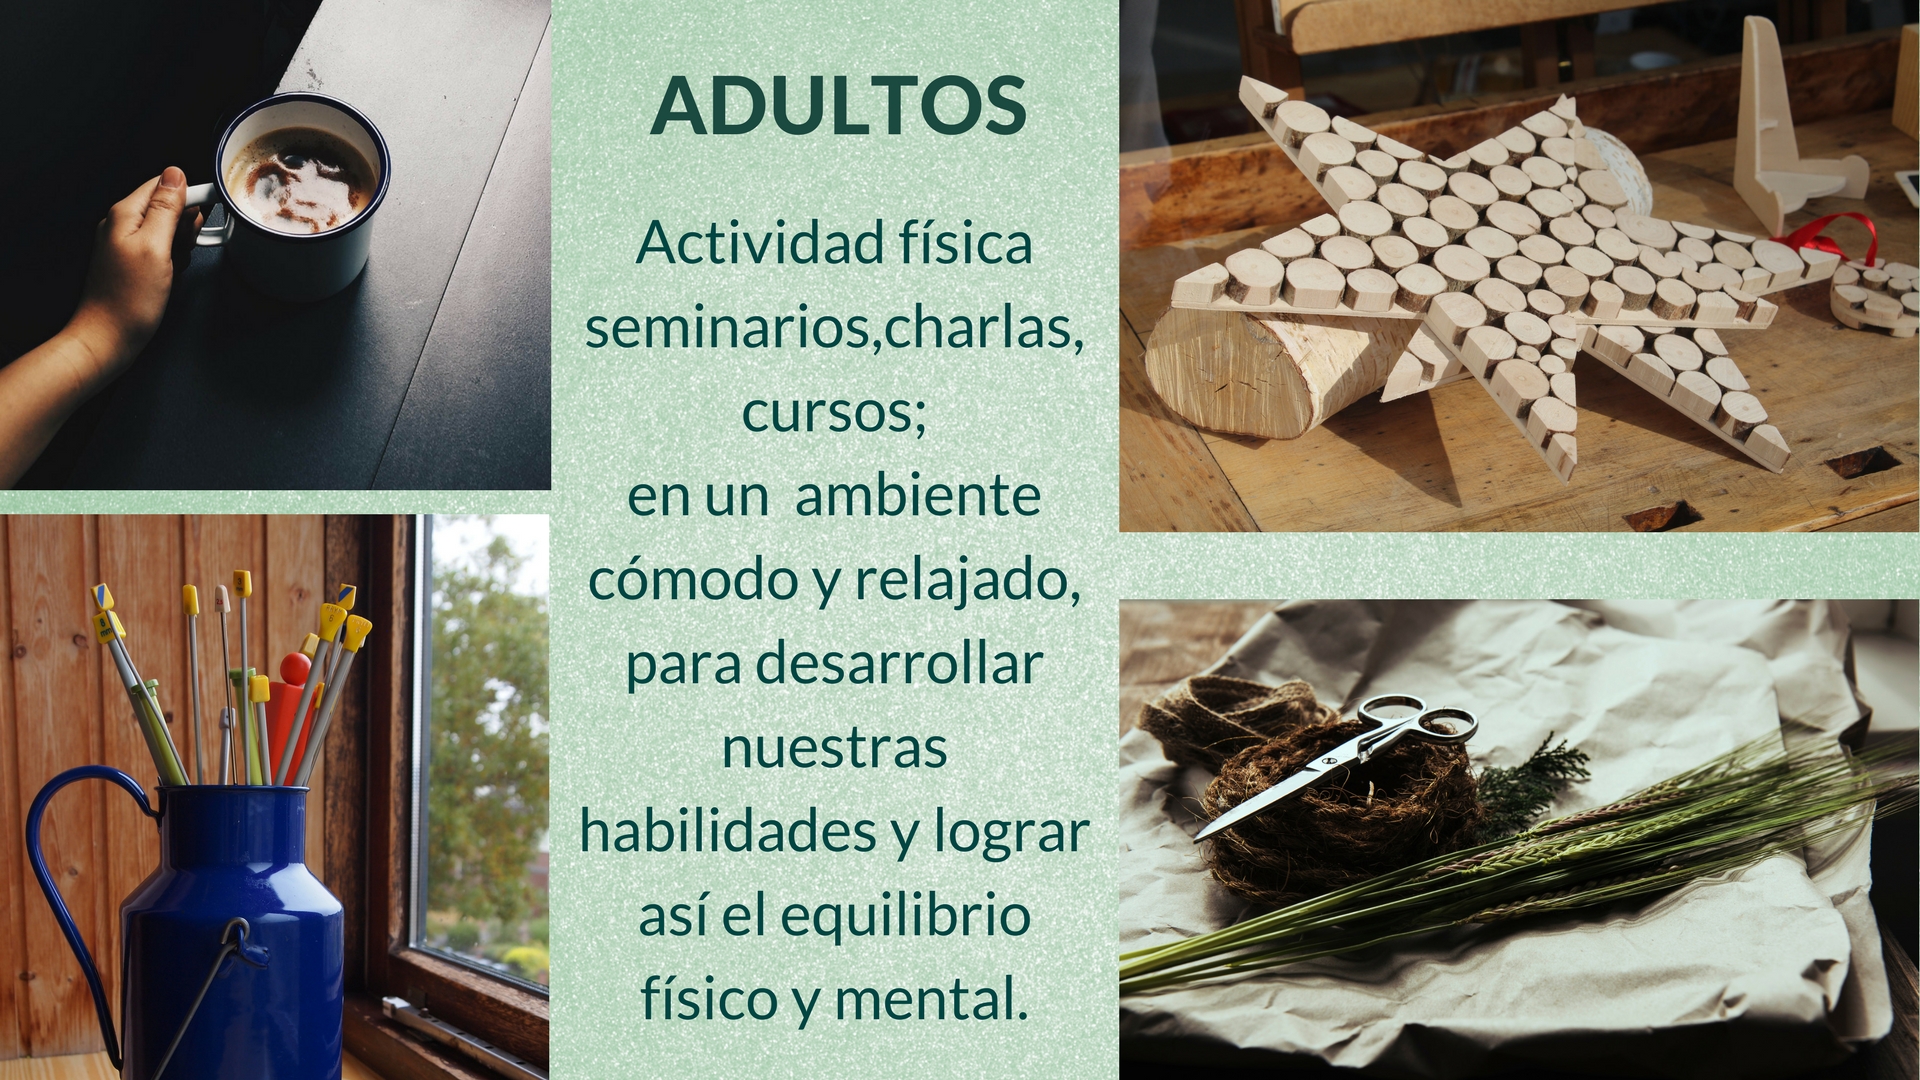 ADULTOS
Actividad física
seminarios,charlas,
cursos;
en un  ambiente
cómodo y relajado,
para desarrollar
nuestras
habilidades y lograr
así el equilibrio
físico y mental.